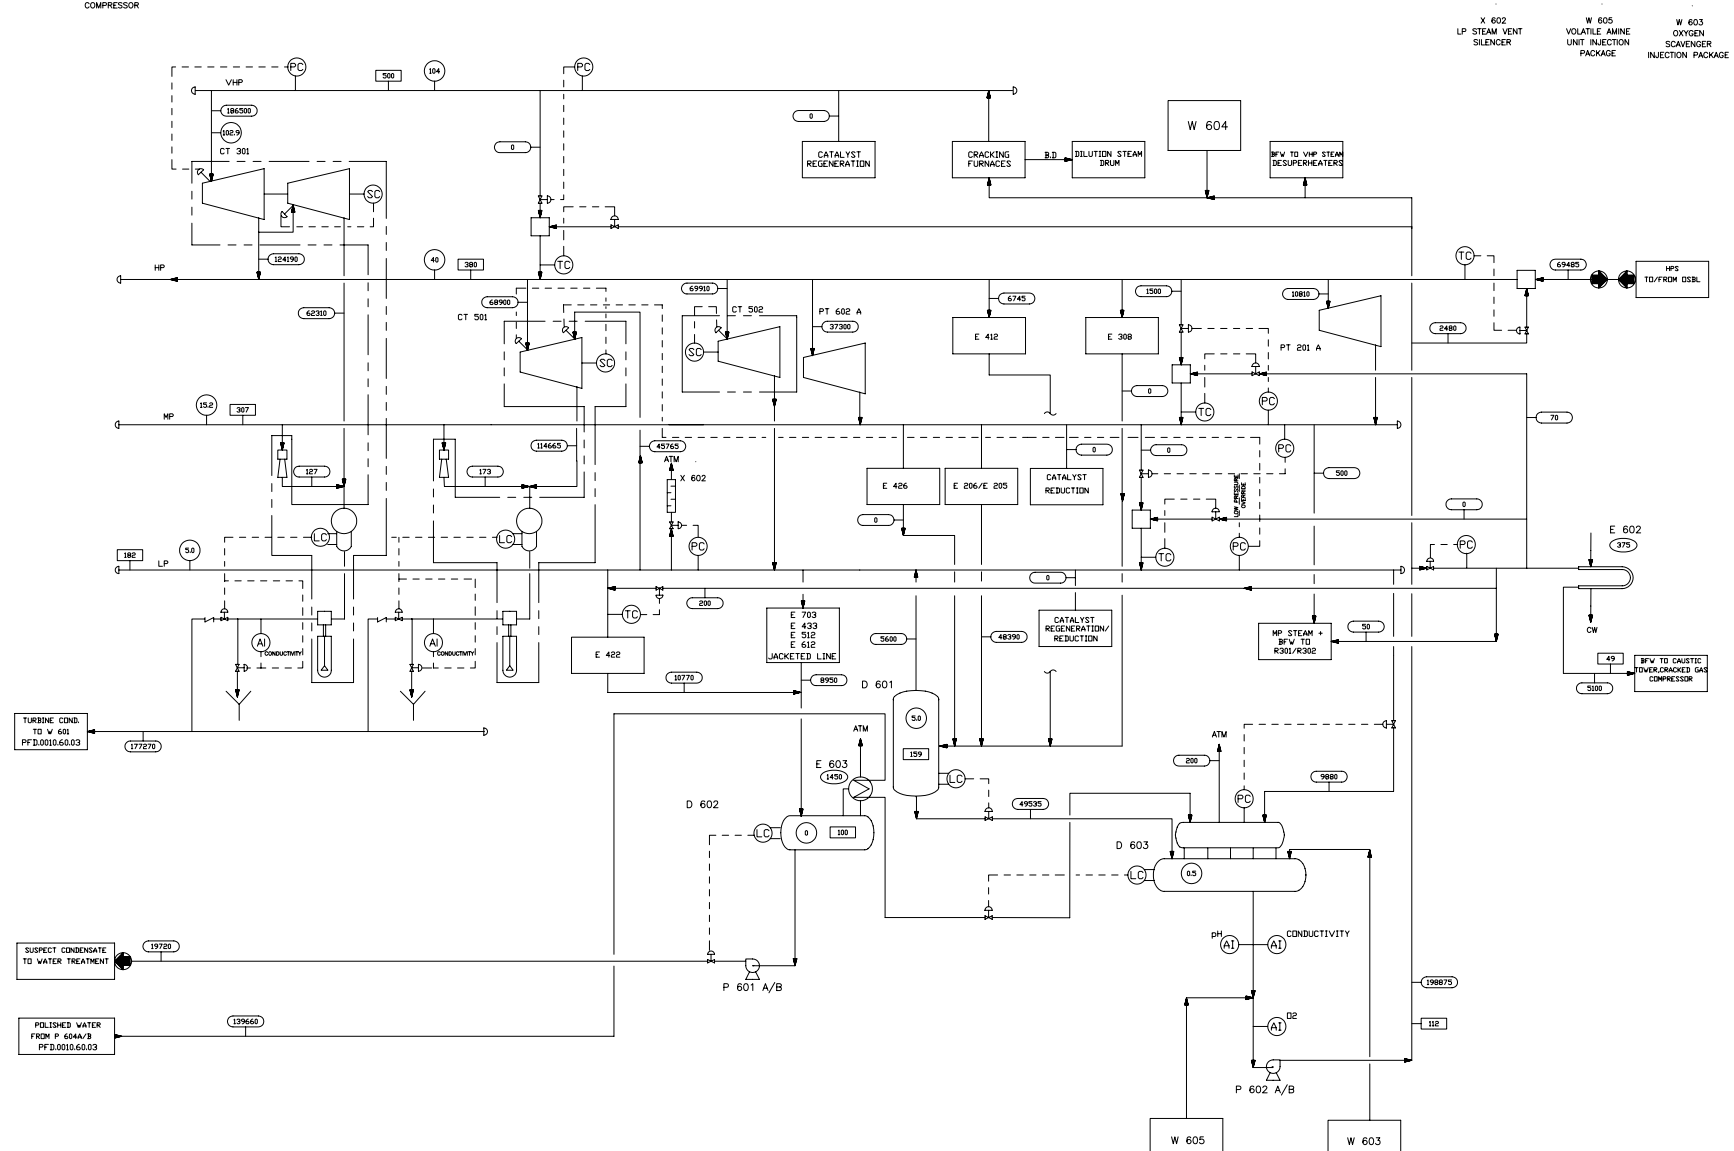 COMPRESSOR
X 602
LP STEAM VENT
SILENCER
W 605
VOLATILE AMINE
UNIT INJECTION
PACKAGE
W 603
OXYGEN
SCAVENGER
INJECTION PACKAGE
PC
500
104
PC
VHP
186500
102.9
CT 301
0
0
CATALYST
REGENERATION
CRACKING
FURNACES
B.D
DILUTION STEAM
DRUM
W 604
BFW TO VHP STEAM
DESUPERHEATERS
SC
124190
TC
HP
40
380
TC
69485
HPS
TO/FROM OSBL
62310
68900
CT 501
SC
69910
CT 502
SC
PT 602 A
37300
6745
E 412
E 308
0
1500
TC
PC
10810
PT 201 A
2480
15.2
307
MP
127
173
114665
45765
ATM
X 602
PC
E 426
0
E 206/E 205
0
CATALYST
REDUCTION
0
PC
LOW PRESSURE
OVERRIDE
TC
PC
500
70
0
E 602
375
PC
CW
LC
LC
182
5.0
LP
200
TC
E 422
10770
E 703
E 433
E 512
E 612
JACKETED LINE
8950
5600
48390
0
CATALYST
REGENERATION/
REDUCTION
MP STEAM +
BFW TO
R301/R302
50
49
5100
BFW TO CAUSTIC
TOWER,CRACKED GAS
COMPRESSOR
AI
CONDUCTIVITY
AI
CONDUCTIVITY
TURBINE COND.
TO W 601
PFD.0010.60.03
177270
D 601
5.0
159
LC
ATM
E 603
1450
D 602
LC
0
100
49535
ATM
200
PC
9880
D 603
LC
0.5
pH
AI
AI
CONDUCTIVITY
SUSPECT CONDENSATE
TO WATER TREATMENT
19720
P 601 A/B
198875
POLISHED WATER
FROM P 604A/B
PFD.0010.60.03
139660
AI
O2
112
P 602 A/B
W 605
W 603